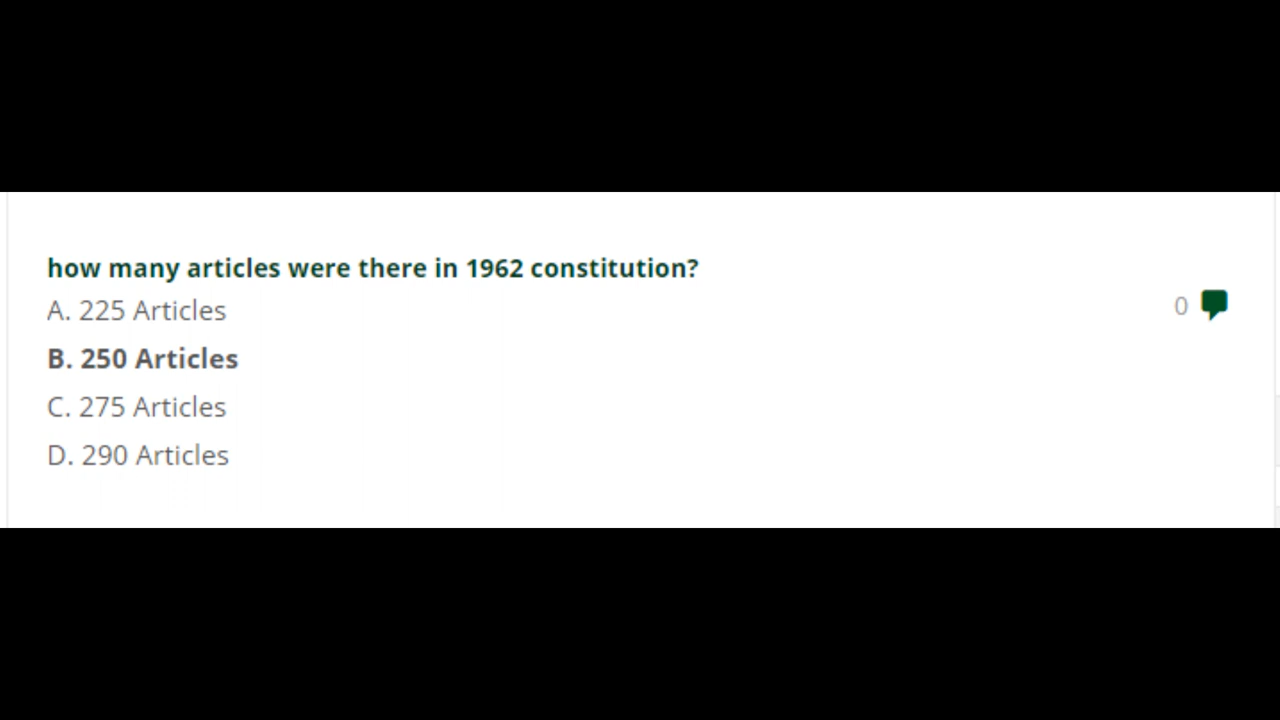 how many articles were there in 1962 constitution?
A. 225 Articles
0
B. 250 Articles
C. 275 Articles
D. 290 Articles